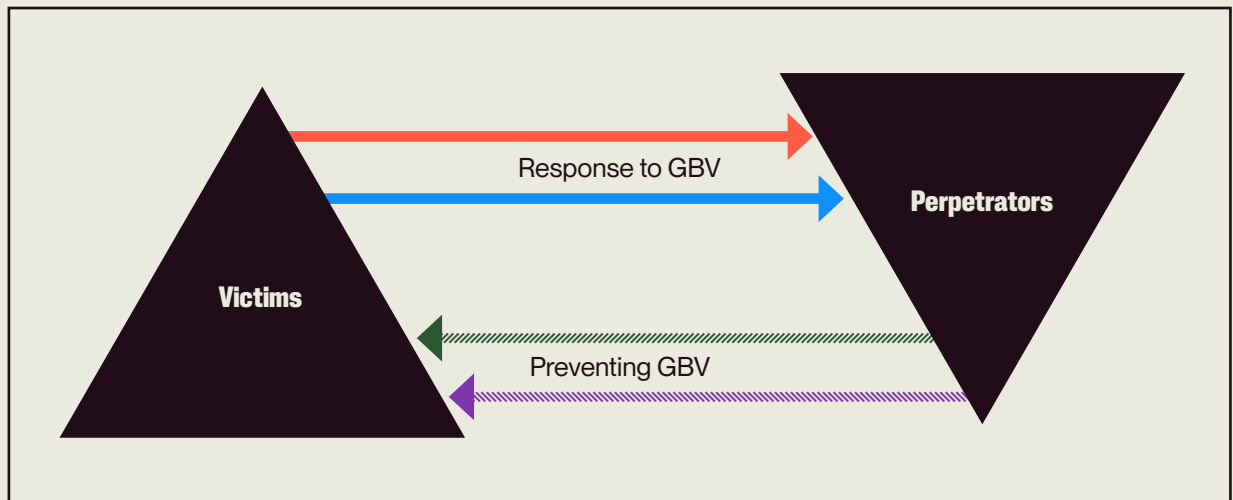 Response to GBV
Perpetrators
Victims
Preventing GBV